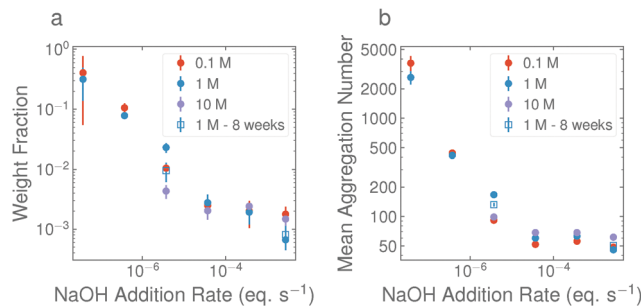 a
Weight Fraction
10⁰
10⁻¹
10⁻²
10⁻³
0.1 M
1 M
10 M
1 M - 8 weeks
10⁻⁶
10⁻⁴
NaOH Addition Rate (eq. s⁻¹)
b
Mean Aggregation Number
5000
2000
1000
500
200
100
50
0.1 M
1 M
10 M
1 M - 8 weeks
10⁻⁶
10⁻⁴
NaOH Addition Rate (eq. s⁻¹)